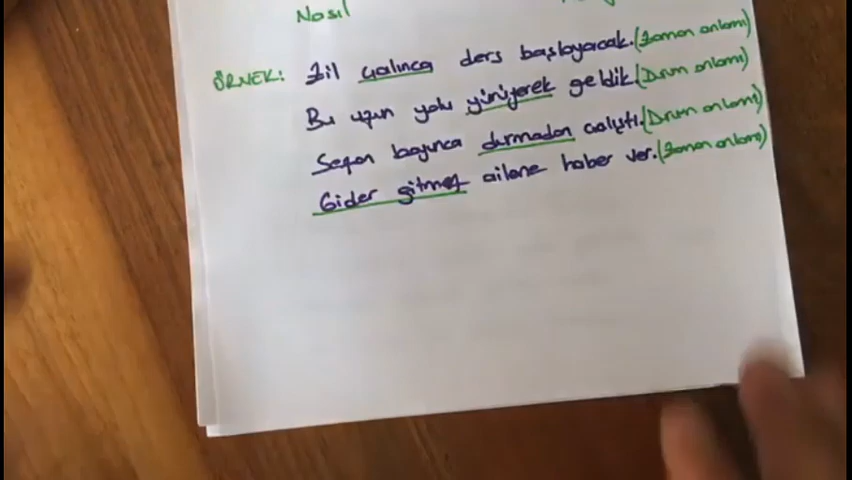 Nasıl
ÖRNEK: Zil çalınca ders başlayacak. (Zaman anlamı)
Bu uzun yolu yürüyerek geldik. (Durum anlamı)
Sezon boyunca durmadan çalıştı. (Durum anlamı)
Gider gitmez ailene haber ver. (Zaman anlamı)